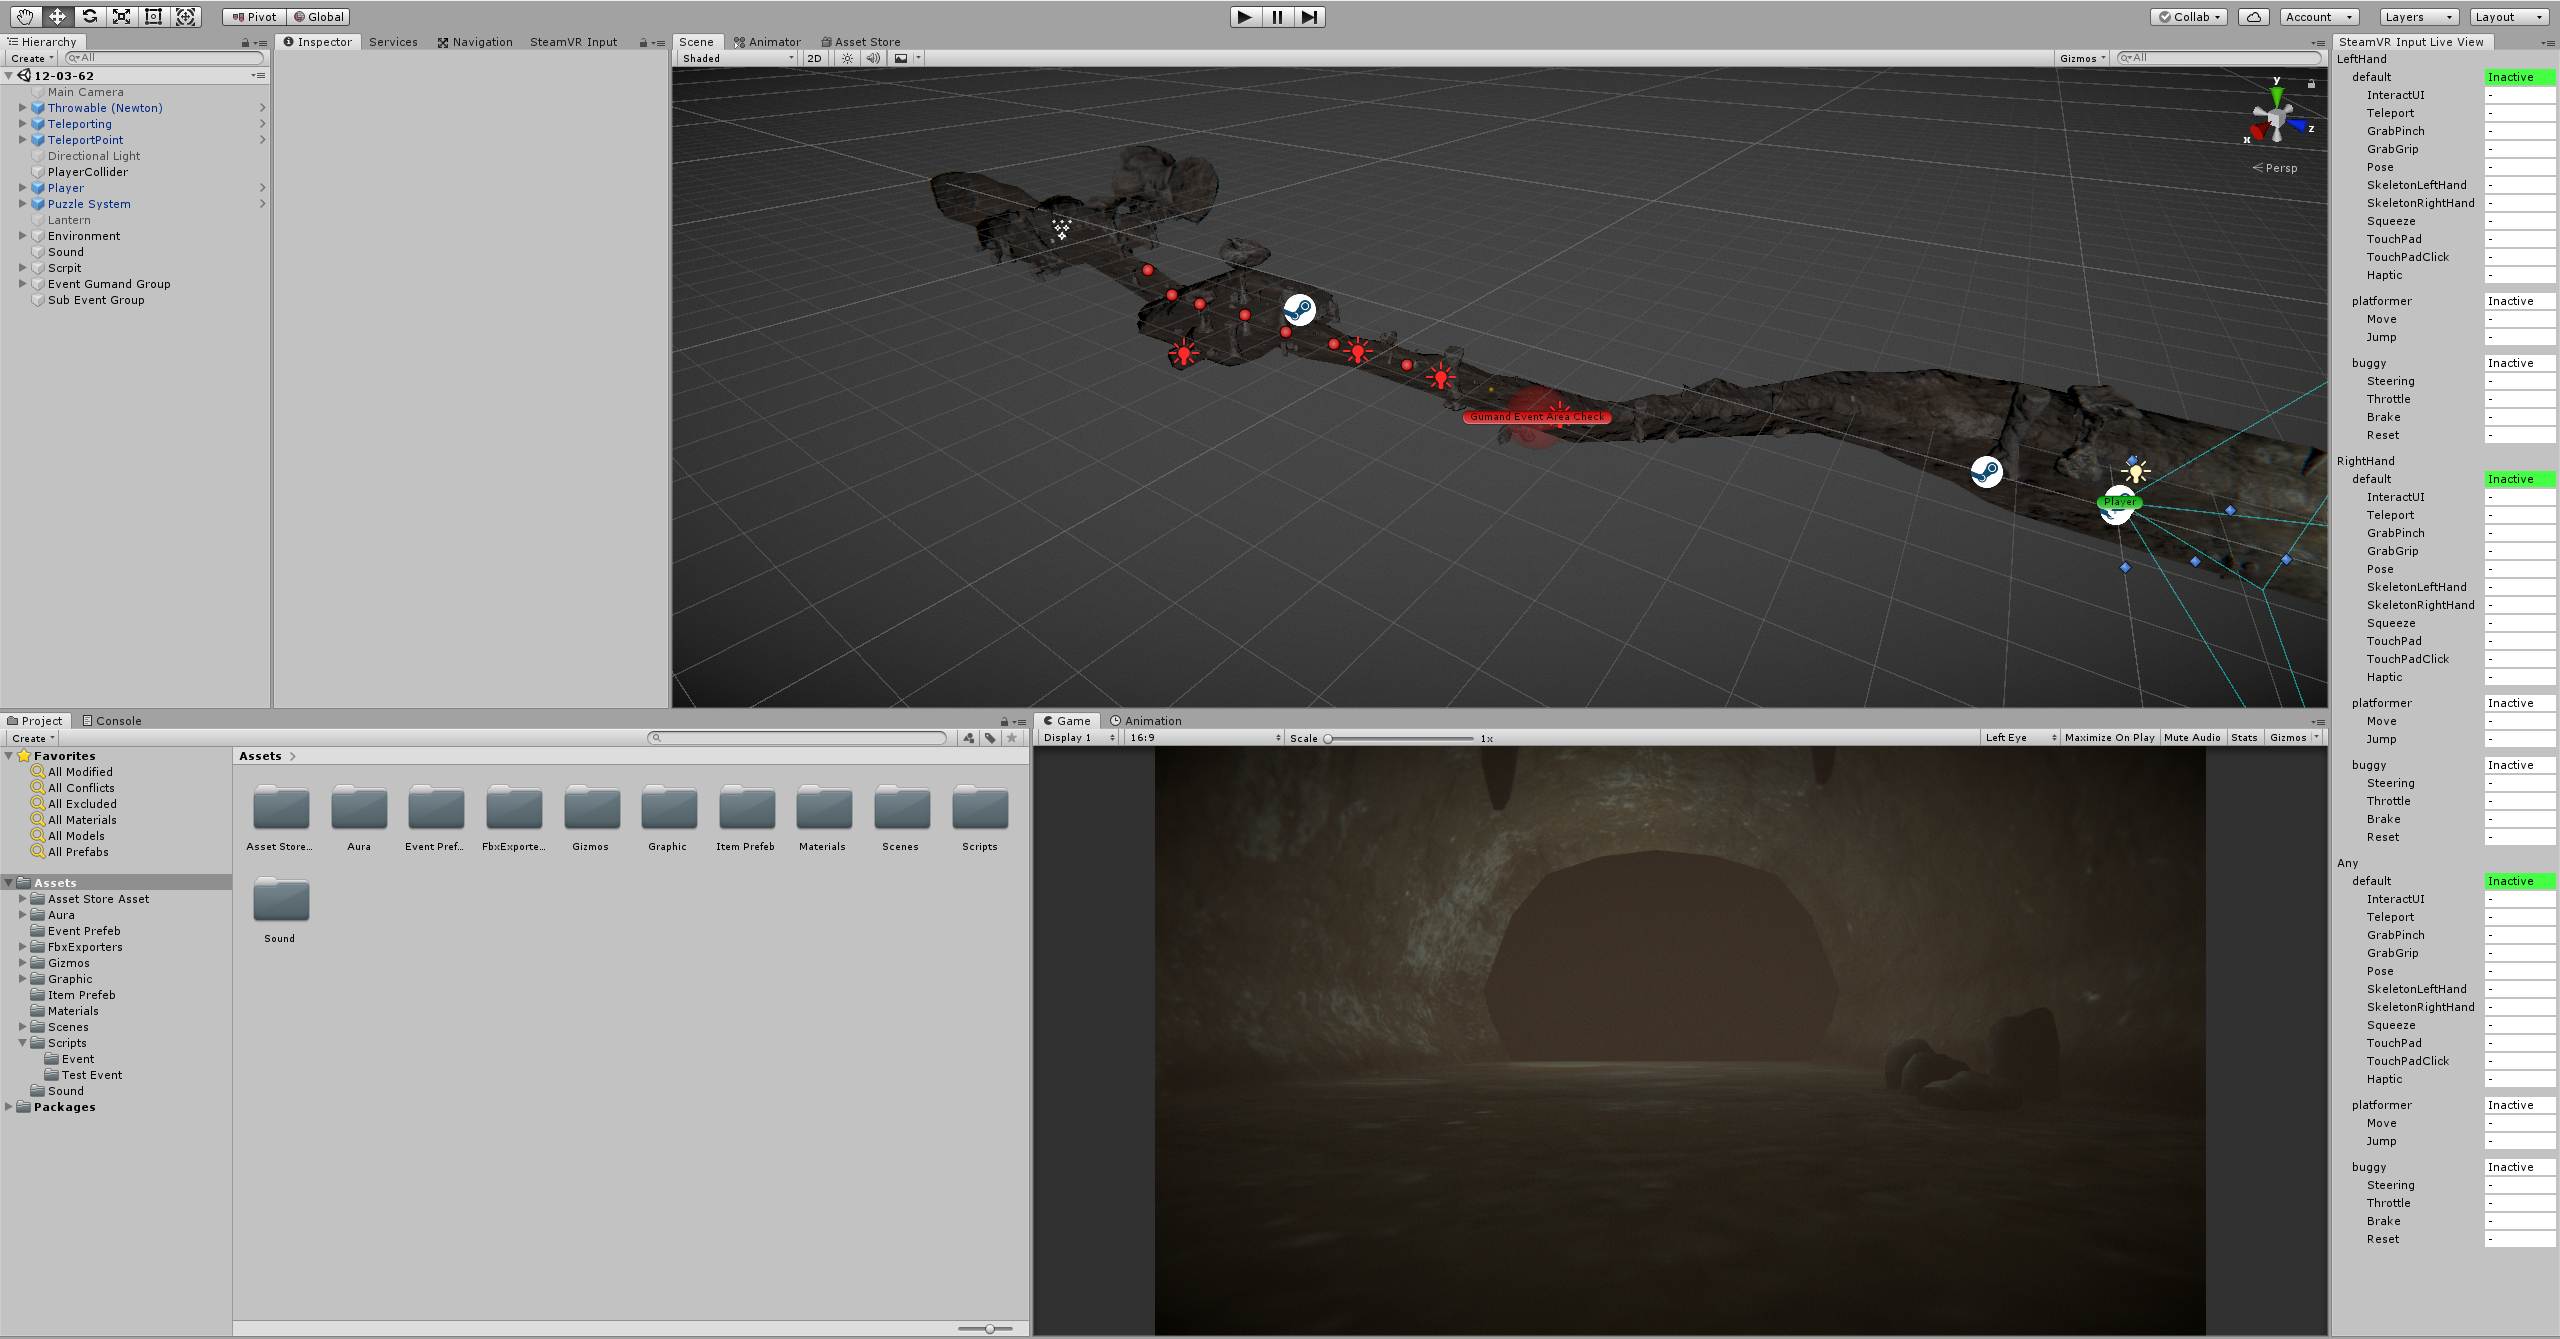 Pivot Global Collab Account Layers Layout
Hierarchy
Create All
12-03-62
Main Camera
Throwable (Newton)
Teleporting
TeleportPoint
Directional Light
PlayerCollider
Player
Puzzle System
Lantern
Environment
Sound
Scrpit
Event Gumand Group
Sub Event Group
Inspector Services Navigation SteamVR Input
Scene Animator Asset Store
Shaded 2D Gizmos All
y
x z
Persp
Gumand Event Area Check
Player
Project Console
Create
Favorites
All Modified
All Conflicts
All Excluded
All Materials
All Models
All Prefabs
Assets
Asset Store Asset
Aura
Event Prefeb
FbxExporters
Gizmos
Graphic
Item Prefeb
Materials
Scenes
Scripts
Event
Test Event
Sound
Packages
Assets
Asset Store... Aura Event Pref... FbxExporte... Gizmos Graphic Item Prefeb Materials Scenes Scripts
Sound
Game Animation
Display 1 16:9 Scale 1x Left Eye Maximize On Play Mute Audio Stats Gizmos
SteamVR Input Live View
LeftHand
default Inactive
InteractUI -
Teleport -
GrabPinch -
GrabGrip -
Pose -
SkeletonLeftHand -
SkeletonRightHand -
Squeeze -
TouchPad -
TouchPadClick -
Haptic -
platformer Inactive
Move -
Jump -
buggy Inactive
Steering -
Throttle -
Brake -
Reset -
RightHand
default Inactive
InteractUI -
Teleport -
GrabPinch -
GrabGrip -
Pose -
SkeletonLeftHand -
SkeletonRightHand -
Squeeze -
TouchPad -
TouchPadClick -
Haptic -
platformer Inactive
Move -
Jump -
buggy Inactive
Steering -
Throttle -
Brake -
Reset -
Any
default Inactive
InteractUI -
Teleport -
GrabPinch -
GrabGrip -
Pose -
SkeletonLeftHand -
SkeletonRightHand -
Squeeze -
TouchPad -
TouchPadClick -
Haptic -
platformer Inactive
Move -
Jump -
buggy Inactive
Steering -
Throttle -
Brake -
Reset -